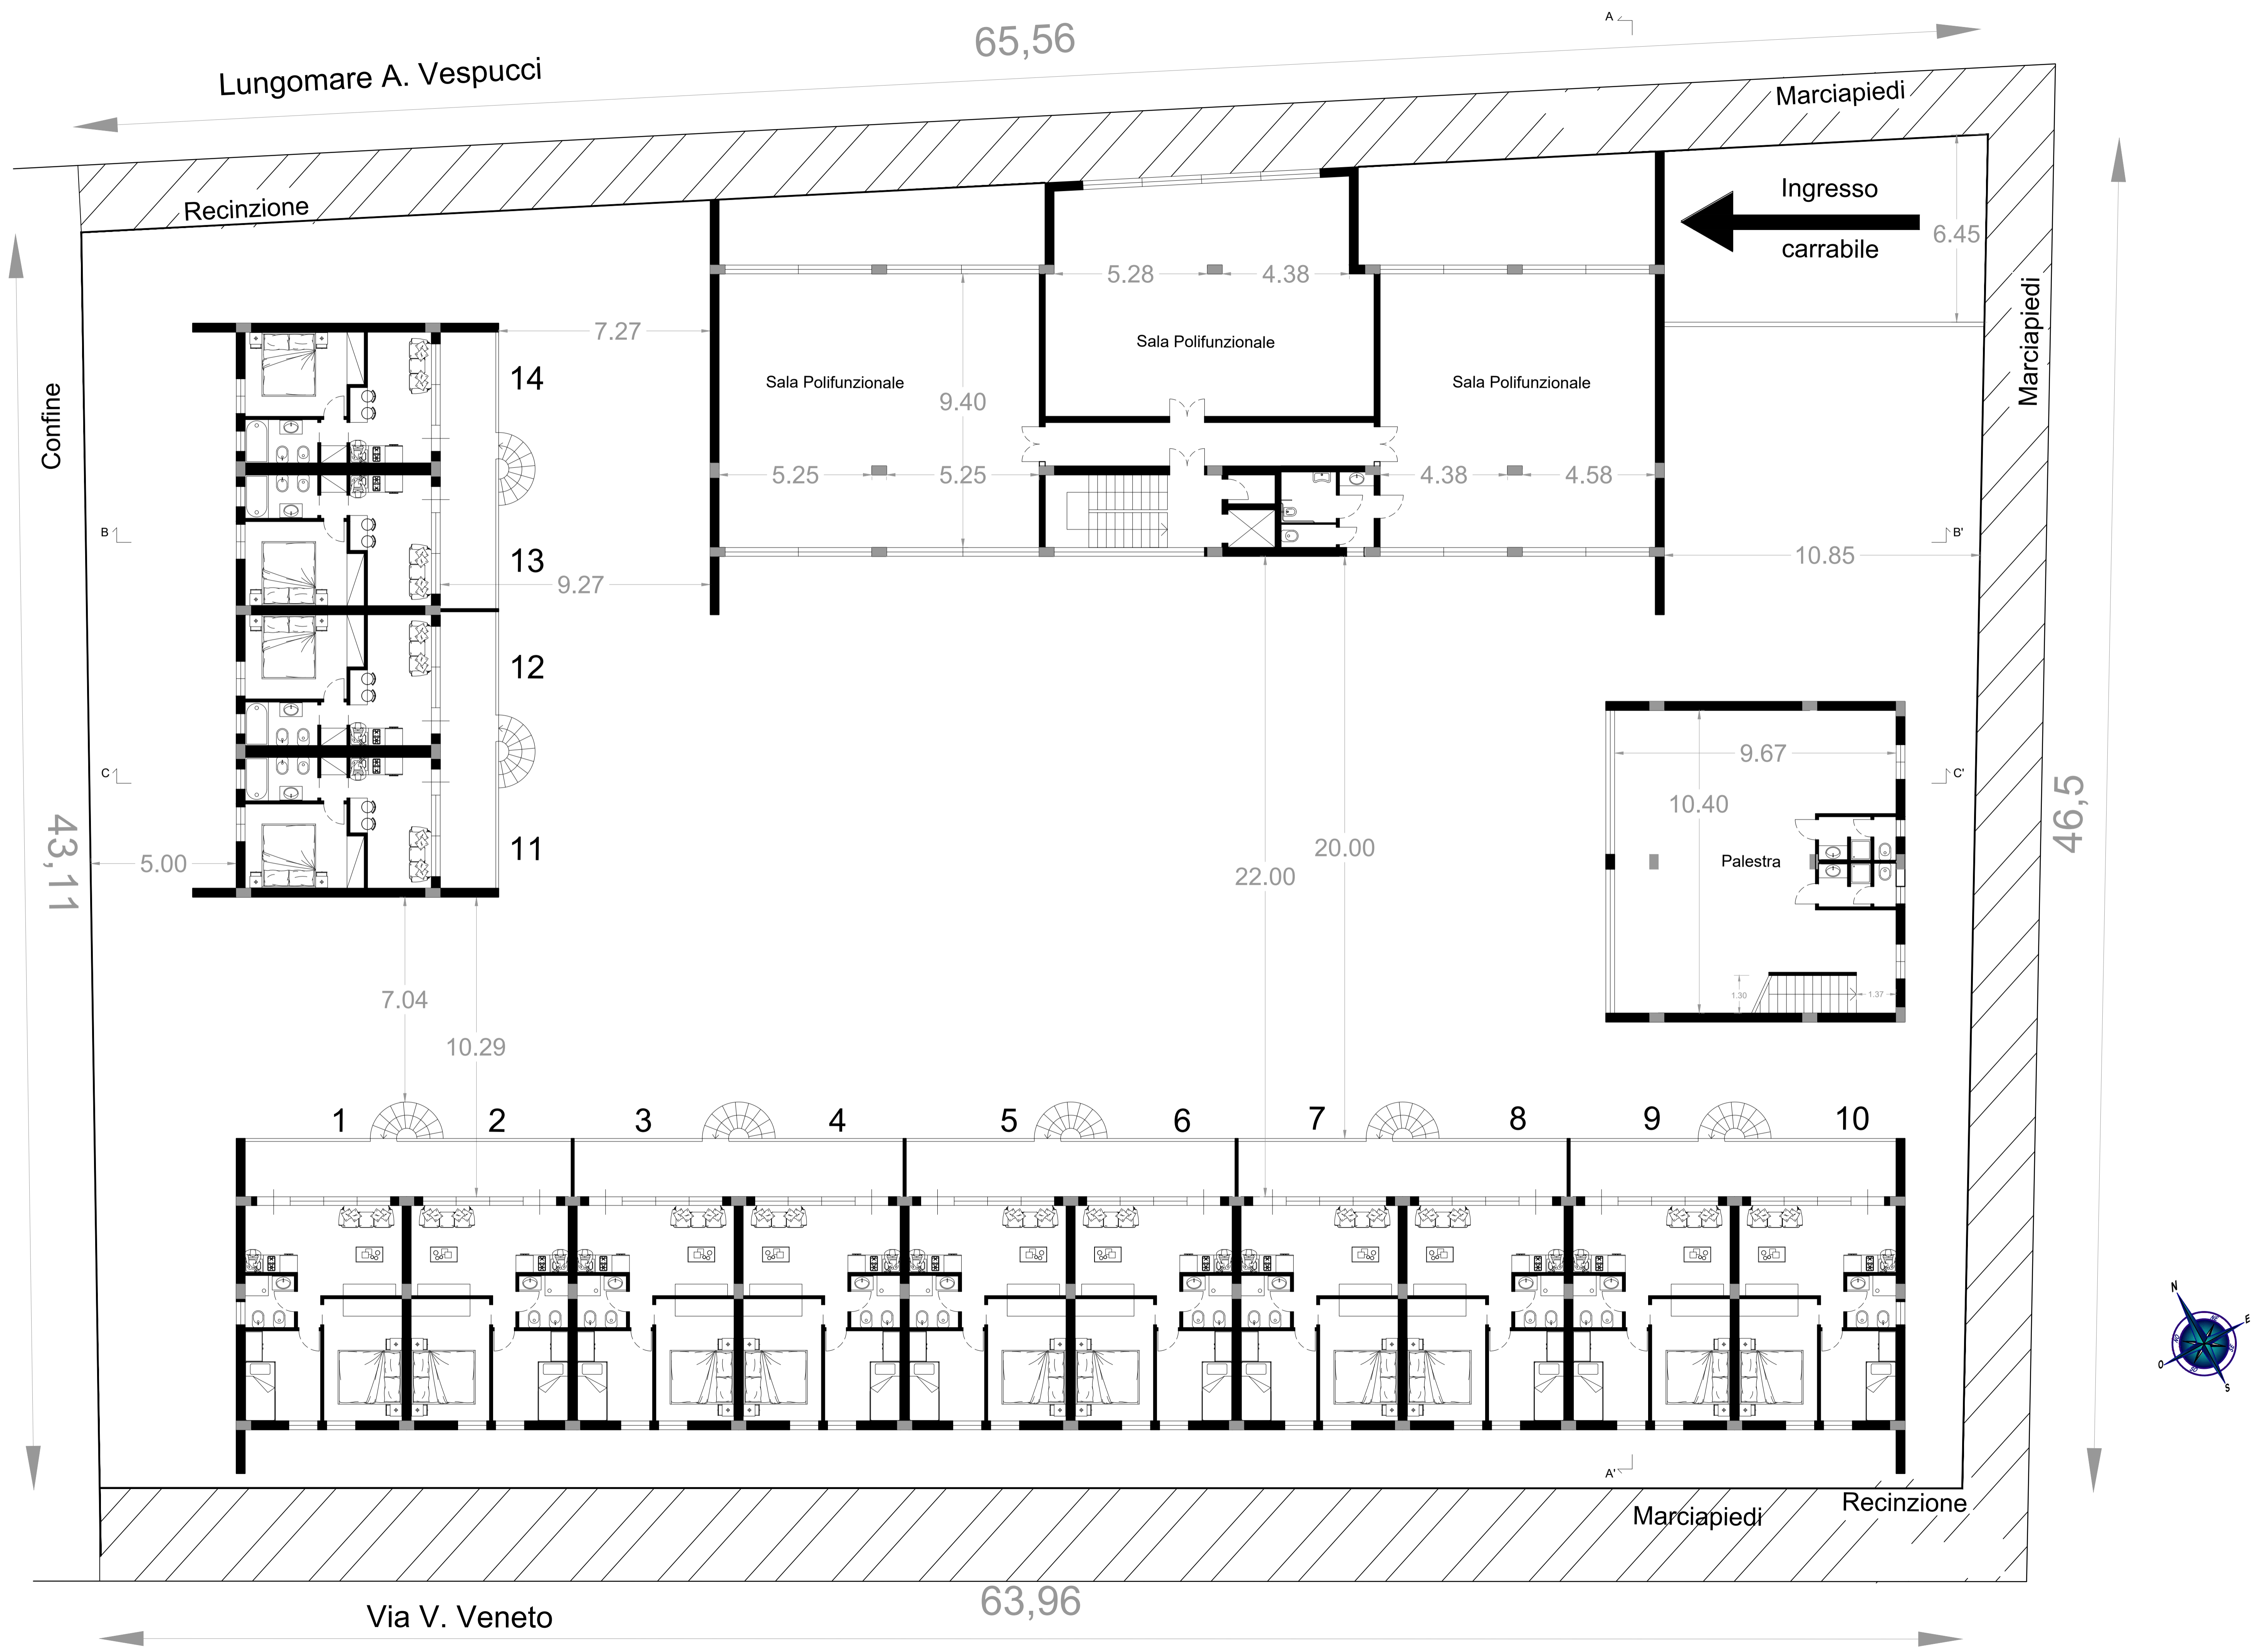 A
65,56
Lungomare A. Vespucci
Marciapiedi
Recinzione
Ingresso
carrabile
6.45
5.28
4.38
7.27
Sala Polifunzionale
Sala Polifunzionale
Sala Polifunzionale
9.40
14
Confine
Marciapiedi
5.25
5.25
4.38
4.58
B
B'
13
9.27
10.85
12
9.67
C
C'
10.40
43,11
46,5
11
5.00
20.00
22.00
Palestra
7.04
1.30
1.37
10.29
1
2
3
4
5
6
7
8
9
10
N
E
O
S
A'
Recinzione
Marciapiedi
63,96
Via V. Veneto